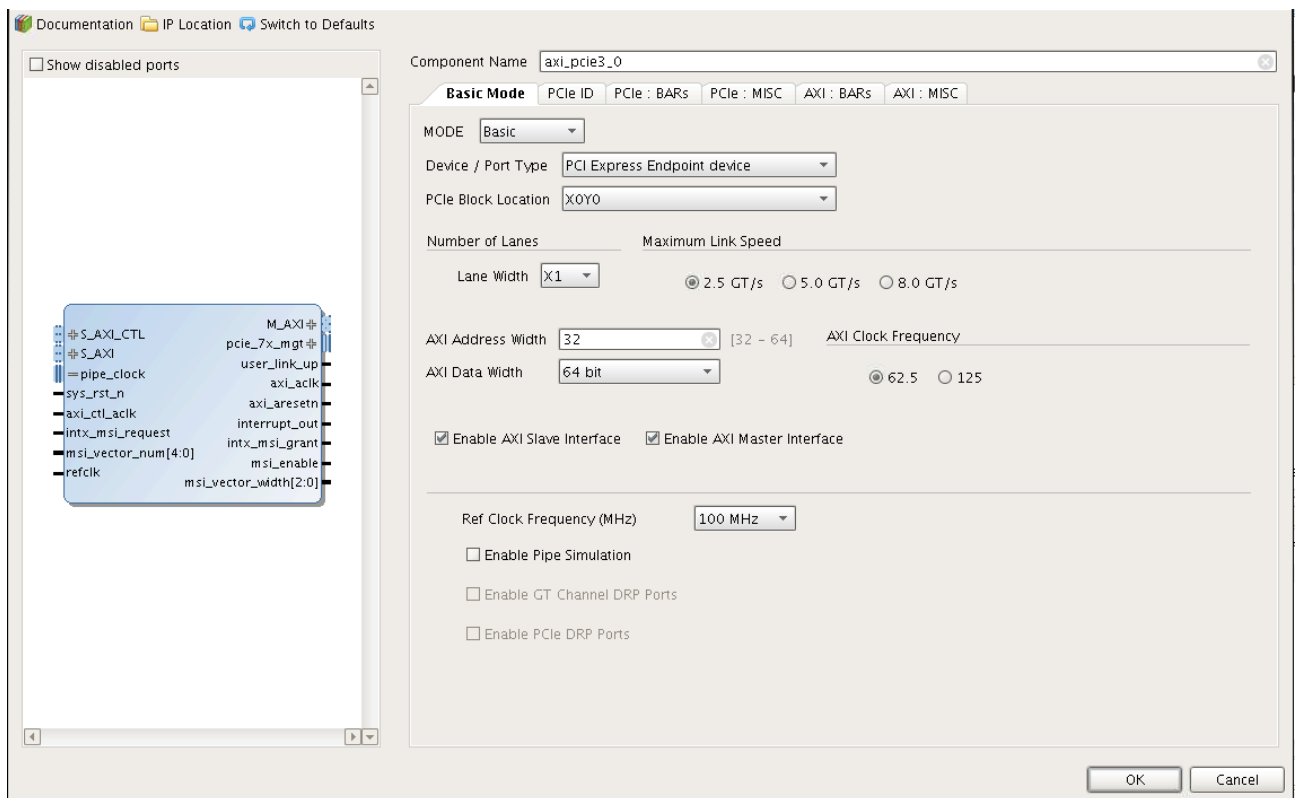 Documentation IP Location Switch to Defaults
Show disabled ports
S_AXI_CTL
S_AXI
pipe_clock
sys_rst_n
axi_ctl_aclk
intx_msi_request
msi_vector_num[4:0]
refclk
M_AXI
pcie_7x_mgt
user_link_up
axi_aclk
axi_aresetn
interrupt_out
intx_msi_grant
msi_enable
msi_vector_width[2:0]
Component Name axi_pcie3_0
Basic Mode PCIe ID PCIe : BARs PCIe : MISC AXI : BARs AXI : MISC
MODE Basic
Device / Port Type PCI Express Endpoint device
PCIe Block Location X0Y0
Number of Lanes Maximum Link Speed
Lane Width X1 2.5 GT/s 5.0 GT/s 8.0 GT/s
AXI Address Width 32 [32 - 64] AXI Clock Frequency
AXI Data Width 64 bit 62.5 125
Enable AXI Slave Interface Enable AXI Master Interface
Ref Clock Frequency (MHz) 100 MHz
Enable Pipe Simulation
Enable GT Channel DRP Ports
Enable PCIe DRP Ports
OK Cancel